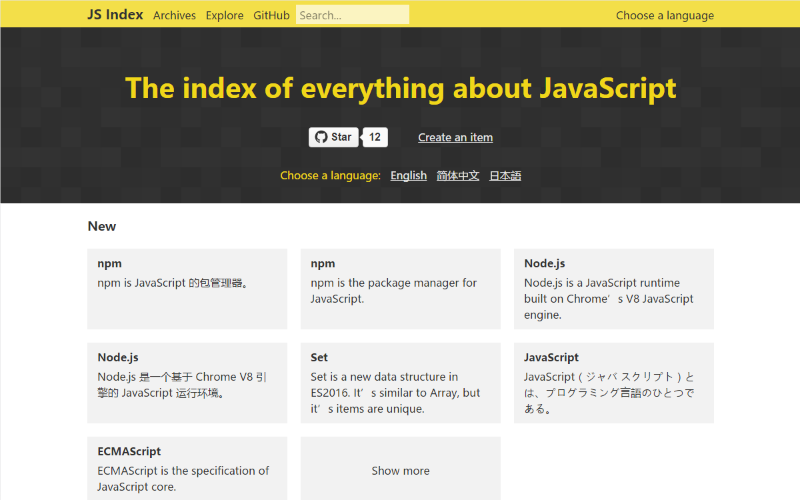 JS Index Archives Explore GitHub Search... Choose a language
The index of everything about JavaScript
Star 12 Create an item
Choose a language: English 简体中文 日本語
New
npm
npm is JavaScript 的包管理器。
npm
npm is the package manager for
JavaScript.
Node.js
Node.js is a JavaScript runtime
built on Chrome’s V8 JavaScript
engine.
Node.js
Node.js 是一个基于 Chrome V8 引
擎的 JavaScript 运行环境。
Set
Set is a new data structure in
ES2016. It’s similar to Array, but
it’s items are unique.
JavaScript
JavaScript（ジャバスクリプト）と
は、プログラミング言語のひとつで
ある。
ECMAScript
ECMAScript is the specification of
JavaScript core.
Show more